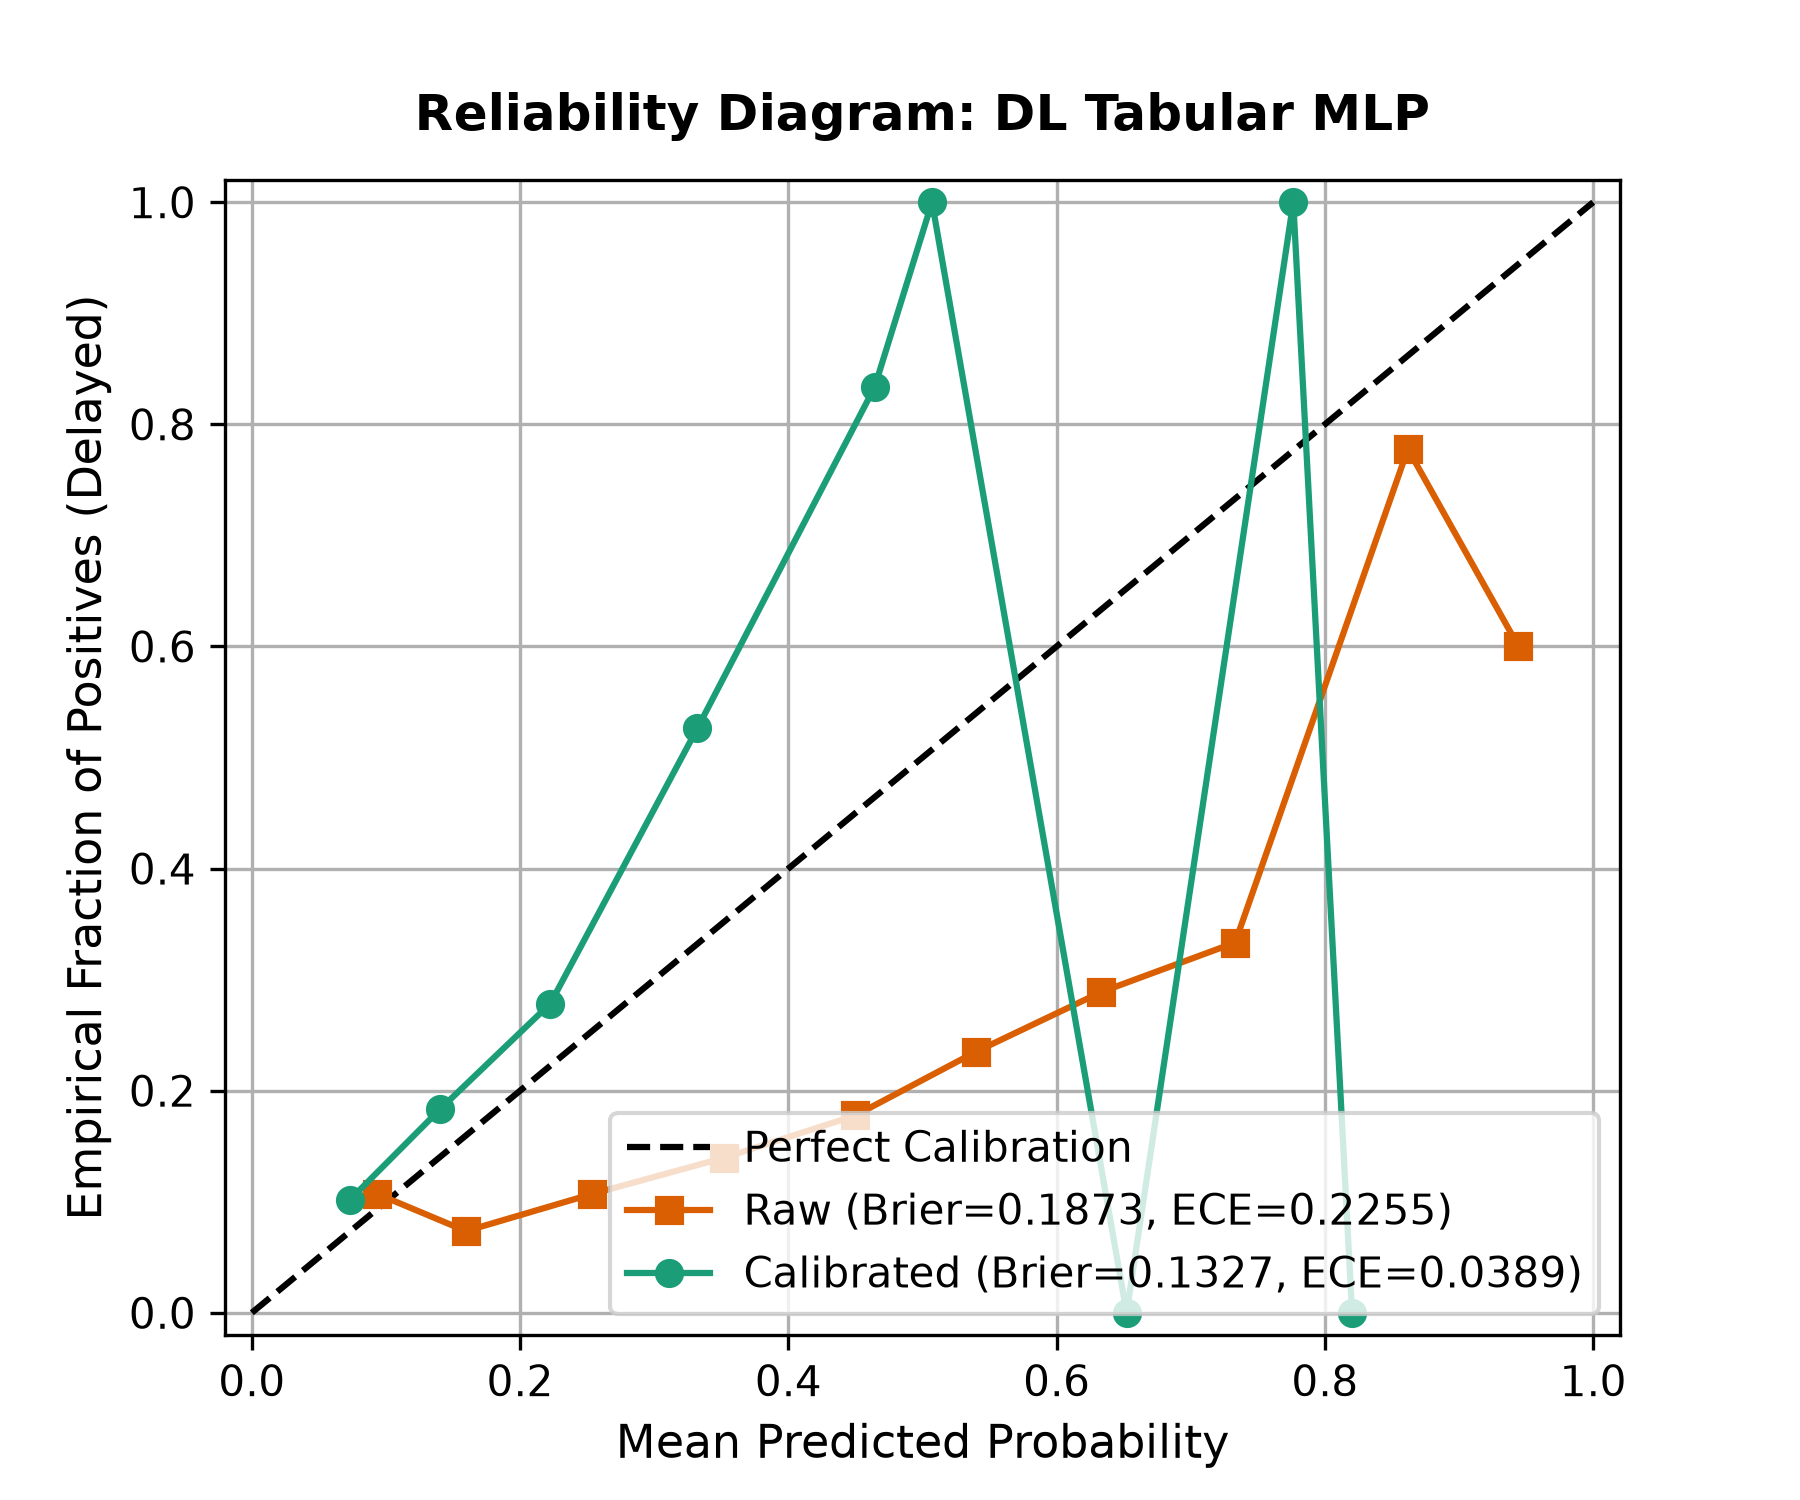 Reliability Diagram: DL Tabular MLP
Empirical Fraction of Positives (Delayed)
1.0
0.8
0.6
0.4
0.2
0.0
Perfect Calibration
Raw (Brier=0.1873, ECE=0.2255)
Calibrated (Brier=0.1327, ECE=0.0389)
0.0 0.2 0.4 0.6 0.8 1.0
Mean Predicted Probability